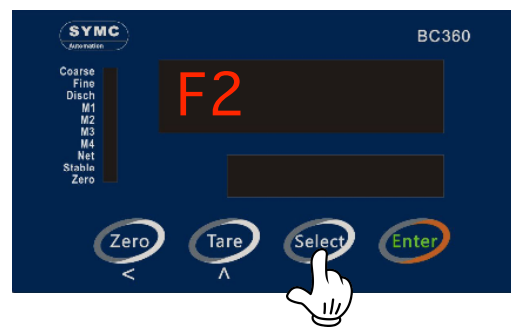 SYMC
Automation
BC360
Coarse
Fine
Disch
M1
M2
M3
M4
Net
Stable
Zero
F2
Zero
Tare
Select
Enter
<
^